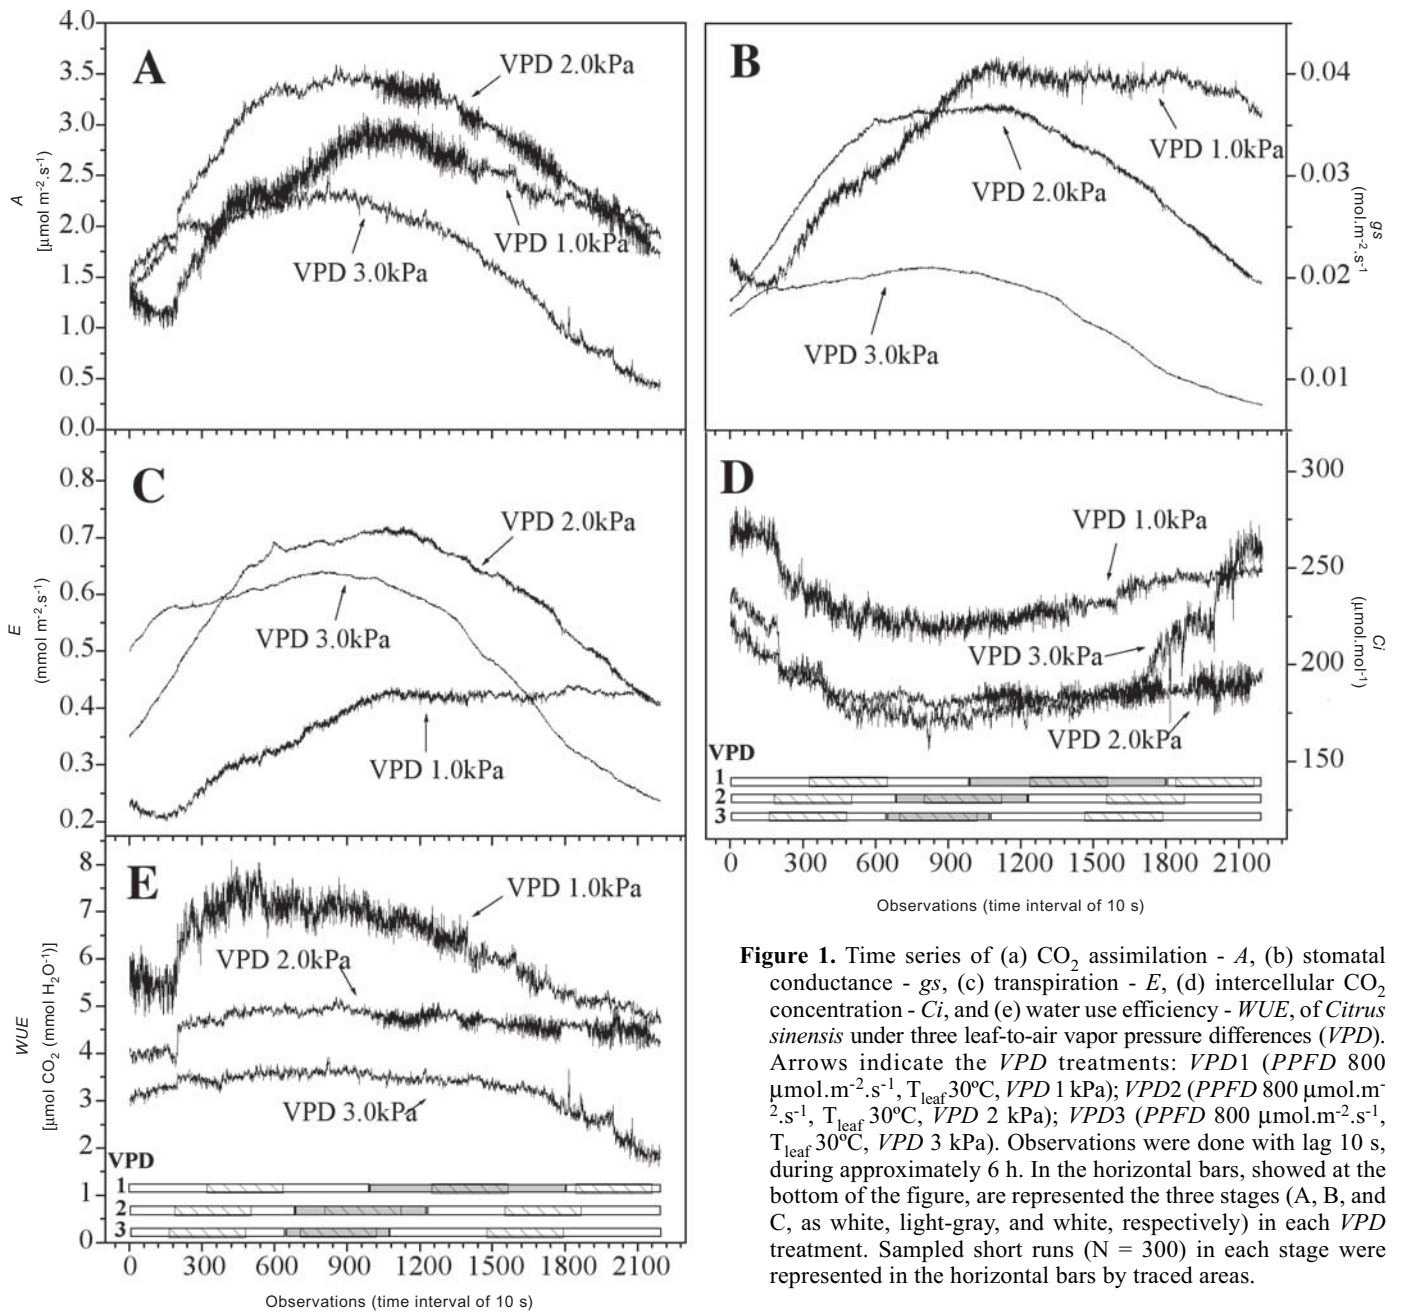 4.0
3.5
3.0
2.5
2.0
1.5
1.0
0.5
0.0
A
[μmol m-2.s-1)
A
VPD 2.0kPa
VPD 1.0kPa
VPD 3.0kPa
B
VPD 1.0kPa
VPD 2.0kPa
VPD 3.0kPa
0.04
0.03
0.02
0.01
gs
(mol.m-2.s-1
0.8
0.7
0.6
0.5
0.4
0.3
0.2
E
(mmol m-2.s-1)
C
VPD 2.0kPa
VPD 3.0kPa
VPD 1.0kPa
D
VPD 1.0kPa
VPD 3.0kPa
VPD 2.0kPa
300
250
200
150
Ci
(μmol.mol-1)
VPD
1
2
3
0 300 600 900 1200 1500 1800 2100
Observations (time interval of 10 s)
8
7
6
5
4
3
2
1
0
WUE
[μmol CO2 (mmol H2O-1)]
E
VPD 1.0kPa
VPD 2.0kPa
VPD 3.0kPa
VPD
1
2
3
0 300 600 900 1200 1500 1800 2100
Observations (time interval of 10 s)
Figure 1. Time series of (a) CO2 assimilation - A, (b) stomatal
conductance - gs, (c) transpiration - E, (d) intercellular CO2
concentration - Ci, and (e) water use efficiency - WUE, of Citrus
sinensis under three leaf-to-air vapor pressure differences (VPD).
Arrows indicate the VPD treatments: VPD1 (PPFD 800
μmol.m-2.s-1, Tleaf 30ºC, VPD 1 kPa); VPD2 (PPFD 800 μmol.m-
2.s-1, Tleaf 30ºC, VPD 2 kPa); VPD3 (PPFD 800 μmol.m-2.s-1,
Tleaf 30ºC, VPD 3 kPa). Observations were done with lag 10 s,
during approximately 6 h. In the horizontal bars, showed at the
bottom of the figure, are represented the three stages (A, B, and
C, as white, light-gray, and white, respectively) in each VPD
treatment. Sampled short runs (N = 300) in each stage were
represented in the horizontal bars by traced areas.